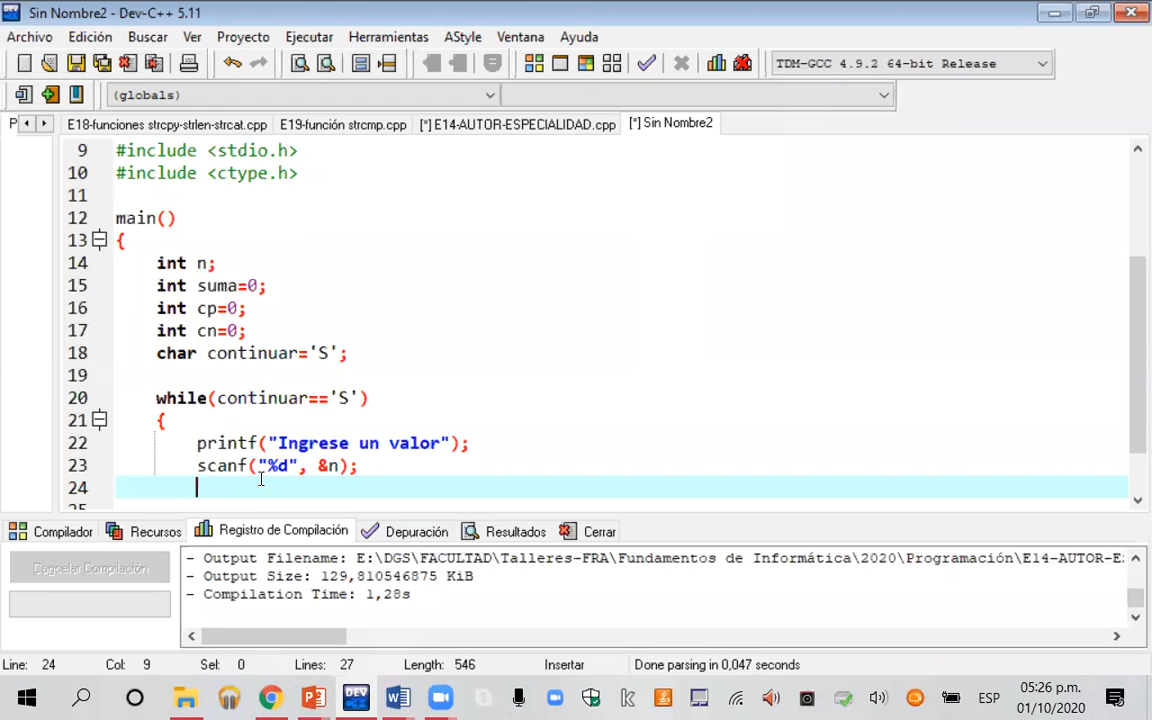 Sin Nombre2 - Dev-C++ 5.11
Archivo Edición Buscar Ver Proyecto Ejecutar Herramientas AStyle Ventana Ayuda
TDM-GCC 4.9.2 64-bit Release
(globals)
P E18-funciones strcpy-strlen-strcat.cpp E19-función strcmp.cpp [*] E14-AUTOR-ESPECIALIDAD.cpp [*] Sin Nombre2
9 #include <stdio.h>
10 #include <ctype.h>
11
12 main()
13 {
14 int n;
15 int suma=0;
16 int cp=0;
17 int cn=0;
18 char continuar='S';
19
20 while(continuar=='S')
21 {
22 printf("Ingrese un valor");
23 scanf("%d", &n);
24
Compilador Recursos Registro de Compilación Depuración Resultados Cerrar
- Output Filename: E:\DGS\FACULTAD\Talleres-FRA\Fundamentos de Informática\2020\Programación\E14-AUTOR-E
- Output Size: 129,810546875 KiB
- Compilation Time: 1,28s
Line: 24 Col: 9 Sel: 0 Lines: 27 Length: 546 Insertar Done parsing in 0,047 seconds
DEV ESP 05:26 p.m.
01/10/2020